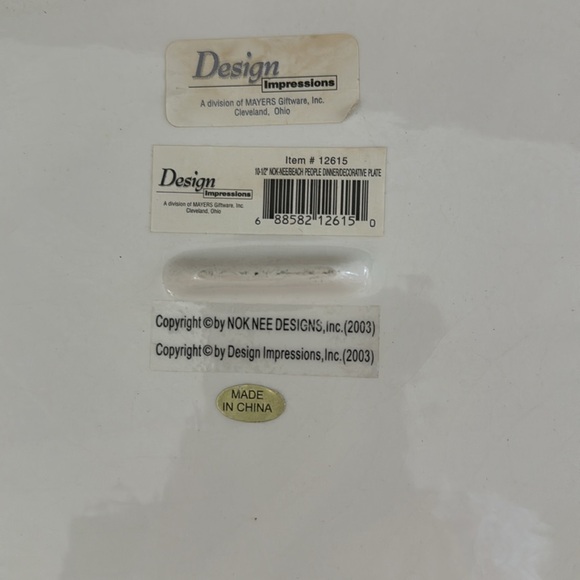 Design
Impressions
A division of MAYERS Giftware, Inc.
Cleveland, Ohio
Item # 12615
10-1/2" NOK-NEE/BEACH PEOPLE DINNER/DECORATIVE PLATE
Design
Impressions
A division of MAYERS Giftware, Inc.
Cleveland, Ohio
6 88582 12615 0
Copyright ©by NOK NEE DESIGNS,inc.(2003)
Copyright ©by Design Impressions,Inc.(2003)
MADE
IN CHINA